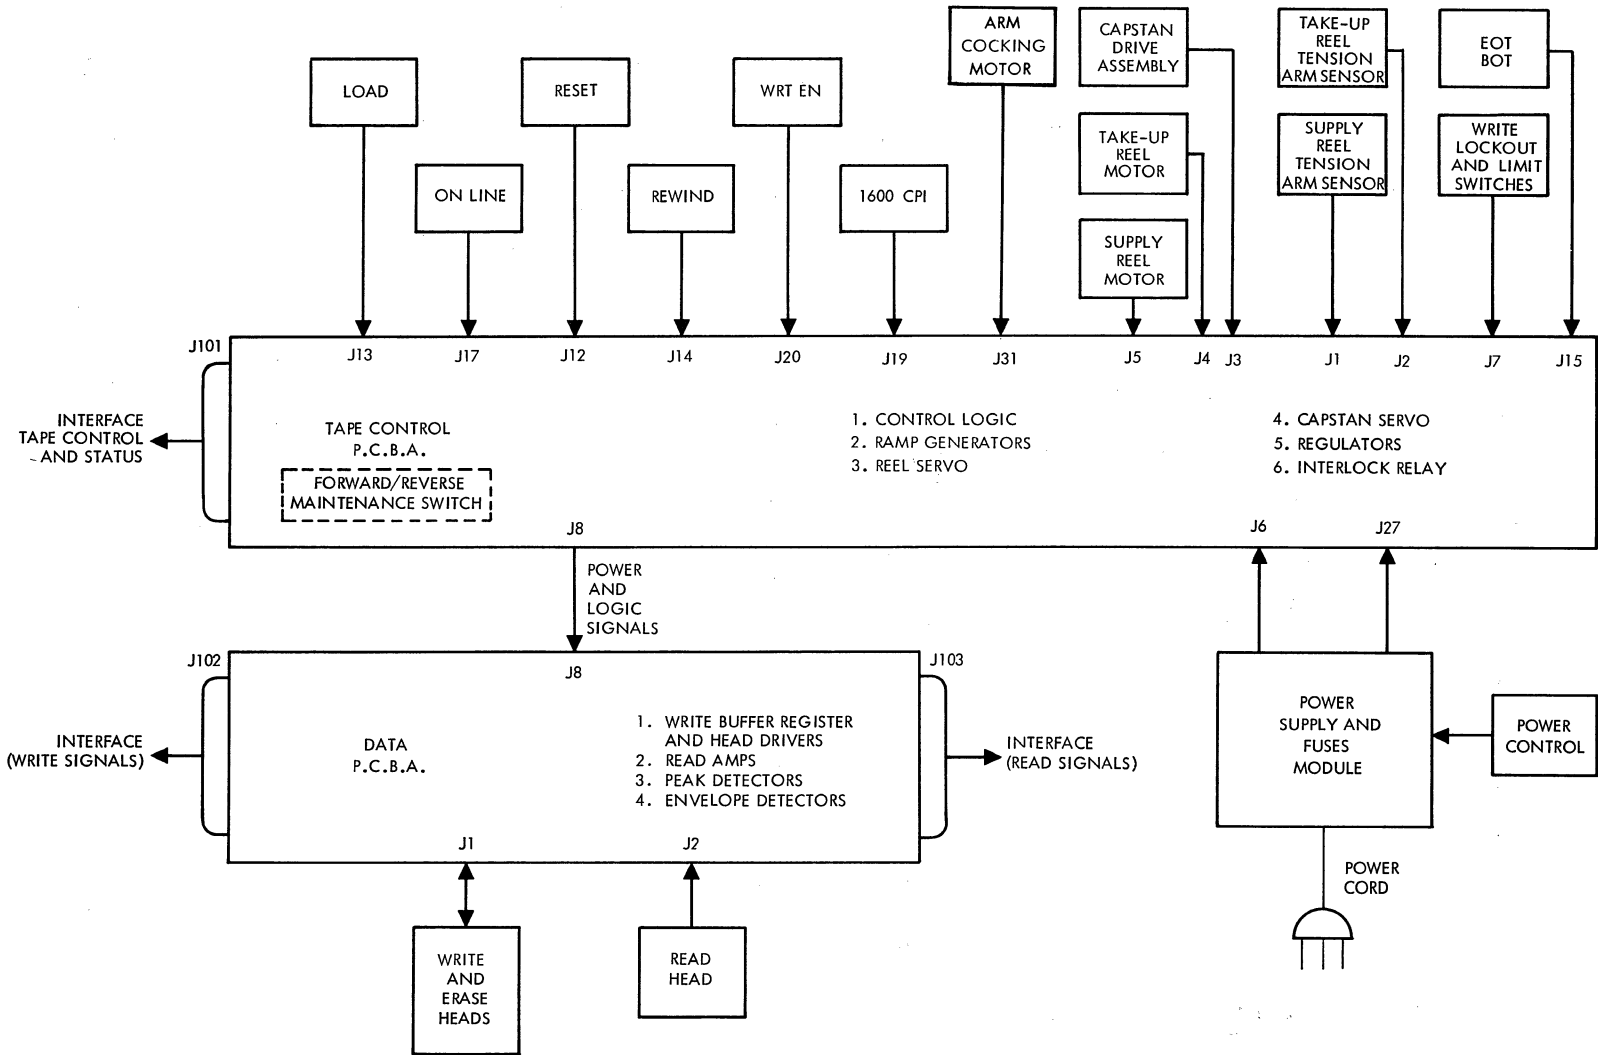 LOAD
ON LINE
RESET
REWIND
WRT EN
1600 CPI
ARM
COCKING
MOTOR
CAPSTAN
DRIVE
ASSEMBLY
TAKE-UP
REEL
MOTOR
SUPPLY
REEL
MOTOR
TAKE-UP
REEL
TENSION
ARM SENSOR
SUPPLY
REEL
TENSION
ARM SENSOR
EOT
BOT
WRITE
LOCKOUT
AND LIMIT
SWITCHES
J101
J13
J17
J12
J14
J20
J19
J31
J5
J4
J3
J1
J2
J7
J15
INTERFACE
TAPE CONTROL
AND STATUS
TAPE CONTROL
P.C.B.A.
FORWARD/REVERSE
MAINTENANCE SWITCH
1. CONTROL LOGIC
2. RAMP GENERATORS
3. REEL SERVO
4. CAPSTAN SERVO
5. REGULATORS
6. INTERLOCK RELAY
J8
J6
J27
POWER
AND
LOGIC
SIGNALS
J102
J8
J103
INTERFACE
(WRITE SIGNALS)
DATA
P.C.B.A.
1. WRITE BUFFER REGISTER
AND HEAD DRIVERS
2. READ AMPS
3. PEAK DETECTORS
4. ENVELOPE DETECTORS
INTERFACE
(READ SIGNALS)
J1
J2
WRITE
AND
ERASE
HEADS
READ
HEAD
POWER
SUPPLY AND
FUSES
MODULE
POWER
CONTROL
POWER
CORD